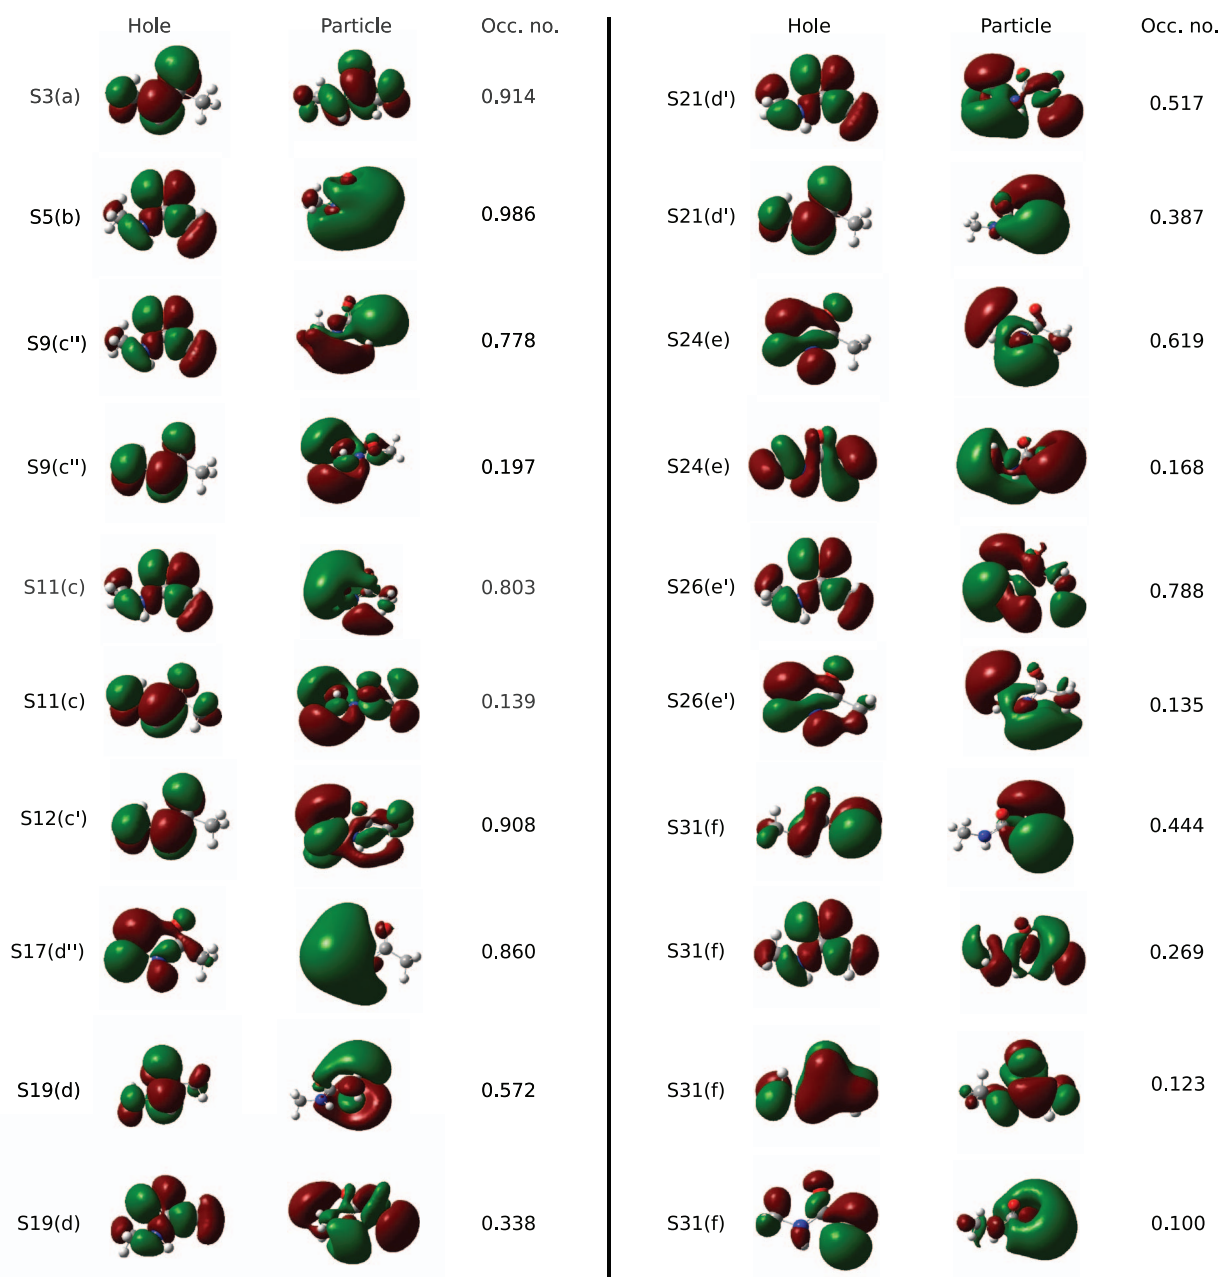 Hole Particle Occ. no.
S3(a) 0.914
S5(b) 0.986
S9(c") 0.778
S9(c") 0.197
S11(c) 0.803
S11(c) 0.139
S12(c') 0.908
S17(d") 0.860
S19(d) 0.572
S19(d) 0.338
Hole Particle Occ. no.
S21(d') 0.517
S21(d') 0.387
S24(e) 0.619
S24(e) 0.168
S26(e') 0.788
S26(e') 0.135
S31(f) 0.444
S31(f) 0.269
S31(f) 0.123
S31(f) 0.100